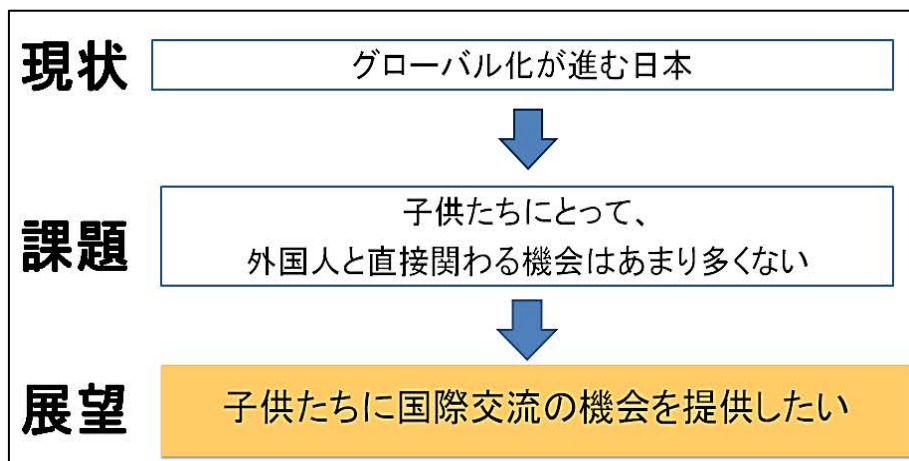 現状
グローバル化が進む日本
課題
子供たちにとって、
外国人と直接関わる機会はあまり多くない
展望
子供たちに国際交流の機会を提供したい